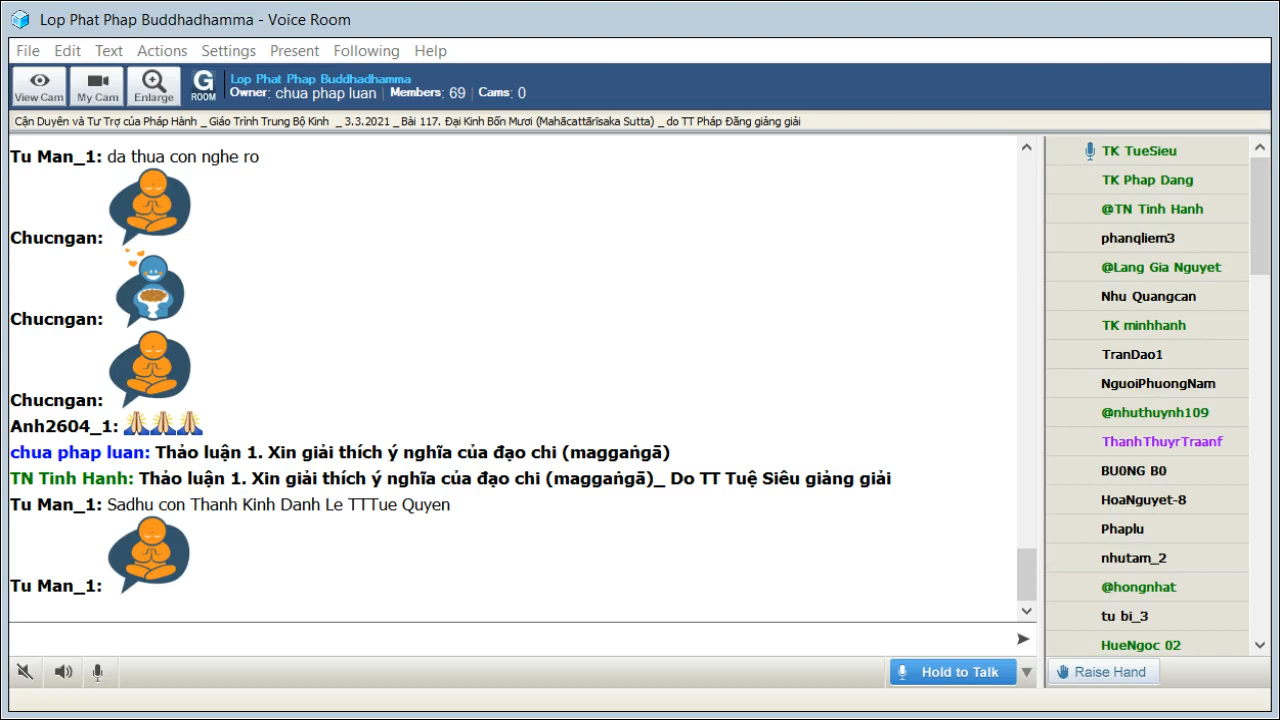 Lop Phat Phap Buddhadhamma - Voice Room
File Edit Text Actions Settings Present Following Help
View Cam My Cam Enlarge G ROOM
Lop Phat Phap Buddhadhamma
Owner: chua phap luan | Members: 69 | Cams: 0
Cận Duyên và Tư Trợ của Pháp Hành _ Giáo Trình Trung Bộ Kinh _ 3.3.2021 _ Bài 117. Đại Kinh Bốn Mươi (Mahācattārīsaka Sutta) _ do TT Pháp Đăng giảng giải
Tu Man_1: da thua con nghe ro
Chucngan:
Chucngan:
Chucngan:
Anh2604_1: 🙏🙏🙏
chua phap luan: Thảo luận 1. Xin giải thích ý nghĩa của đạo chi (maggaṅgā)
TN Tinh Hanh: Thảo luận 1. Xin giải thích ý nghĩa của đạo chi (maggaṅgā)_ Do TT Tuệ Siêu giảng giải
Tu Man_1: Sadhu con Thanh Kinh Danh Le TTTue Quyen
Tu Man_1:
TK TueSieu
TK Phap Dang
@TN Tinh Hanh
phanqliem3
@Lang Gia Nguyet
Nhu Quangcan
TK minhhanh
TranDao1
NguoiPhuongNam
@nhuthuynh109
ThanhThuyrTraanf
BU0NG B0
HoaNguyet-8
Phaplu
nhutam_2
@hongnhat
tu bi_3
HueNgoc 02
Hold to Talk
Raise Hand